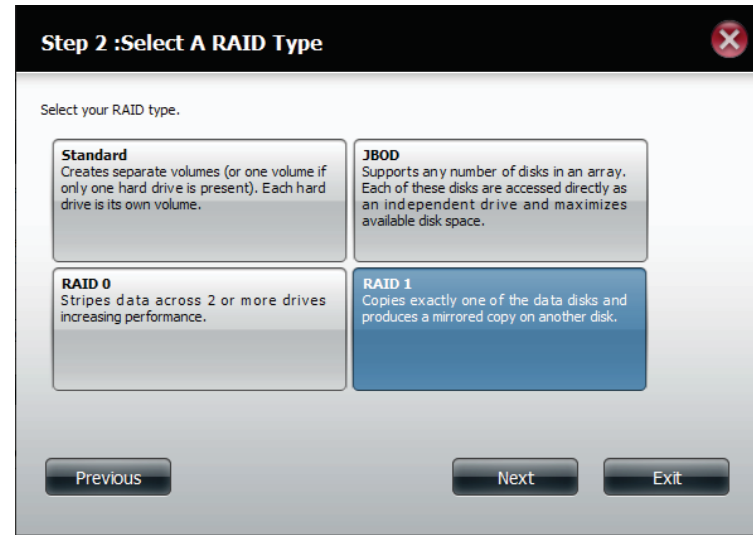 Step 2 :Select A RAID Type
Select your RAID type.
Standard
Creates separate volumes (or one volume if
only one hard drive is present). Each hard
drive is its own volume.
JBOD
Supports any number of disks in an array.
Each of these disks are accessed directly as
an independent drive and maximizes
available disk space.
RAID 0
Stripes data across 2 or more drives
increasing performance.
RAID 1
Copies exactly one of the data disks and
produces a mirrored copy on another disk.
Previous
Next
Exit